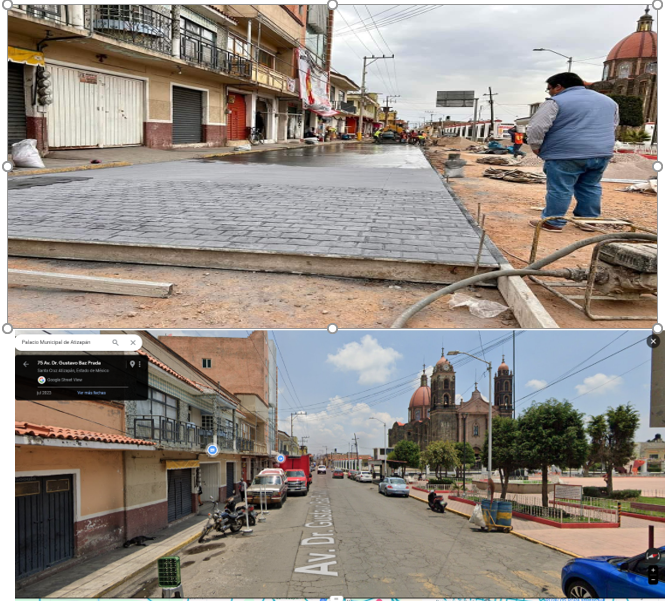 Palacio Municipal de Atizapán
75 Av. Dr. Gustavo Baz Prada
Santa Cruz Atizapán, Estado de México
Google Street View
jul 2023
Ver más fechas
Av. Dr. Gusta